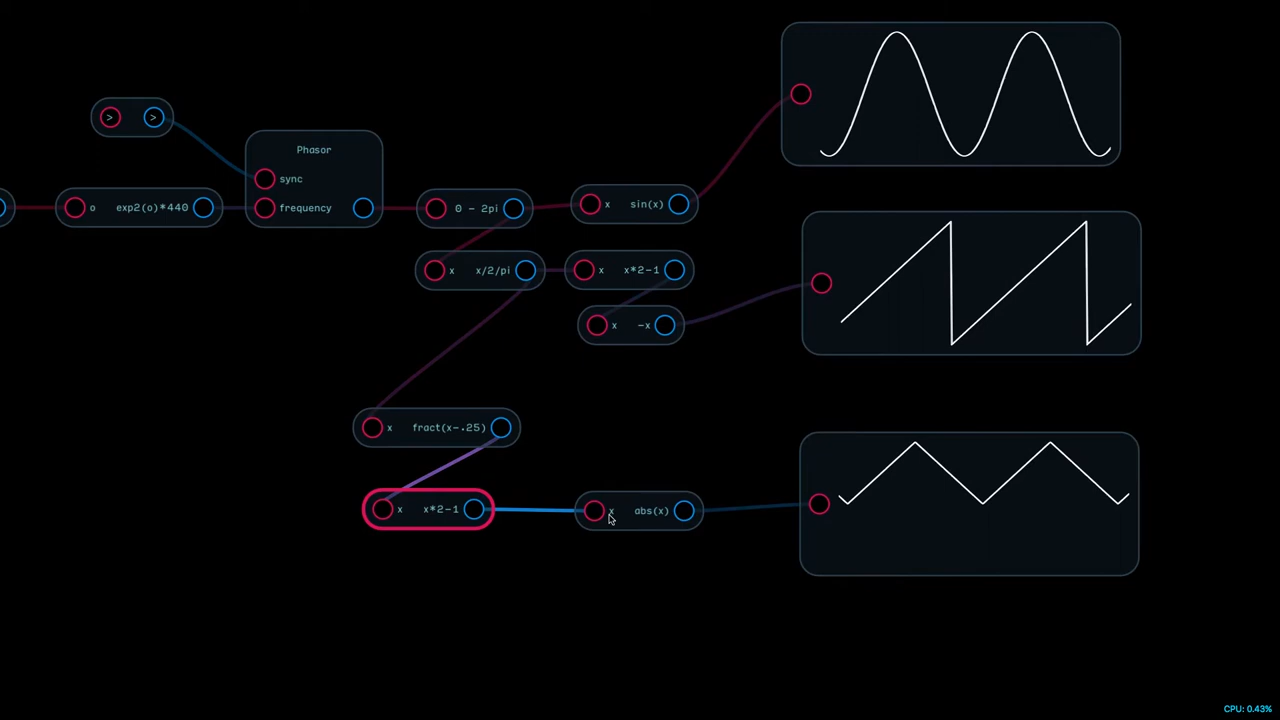 > >
Phasor
sync
o exp2(o)*440
frequency
0 - 2pi
x sin(x)
x x/2/pi
x x*2-1
x -x
x fract(x-.25)
x x*2-1
x abs(x)
CPU: 0.43%